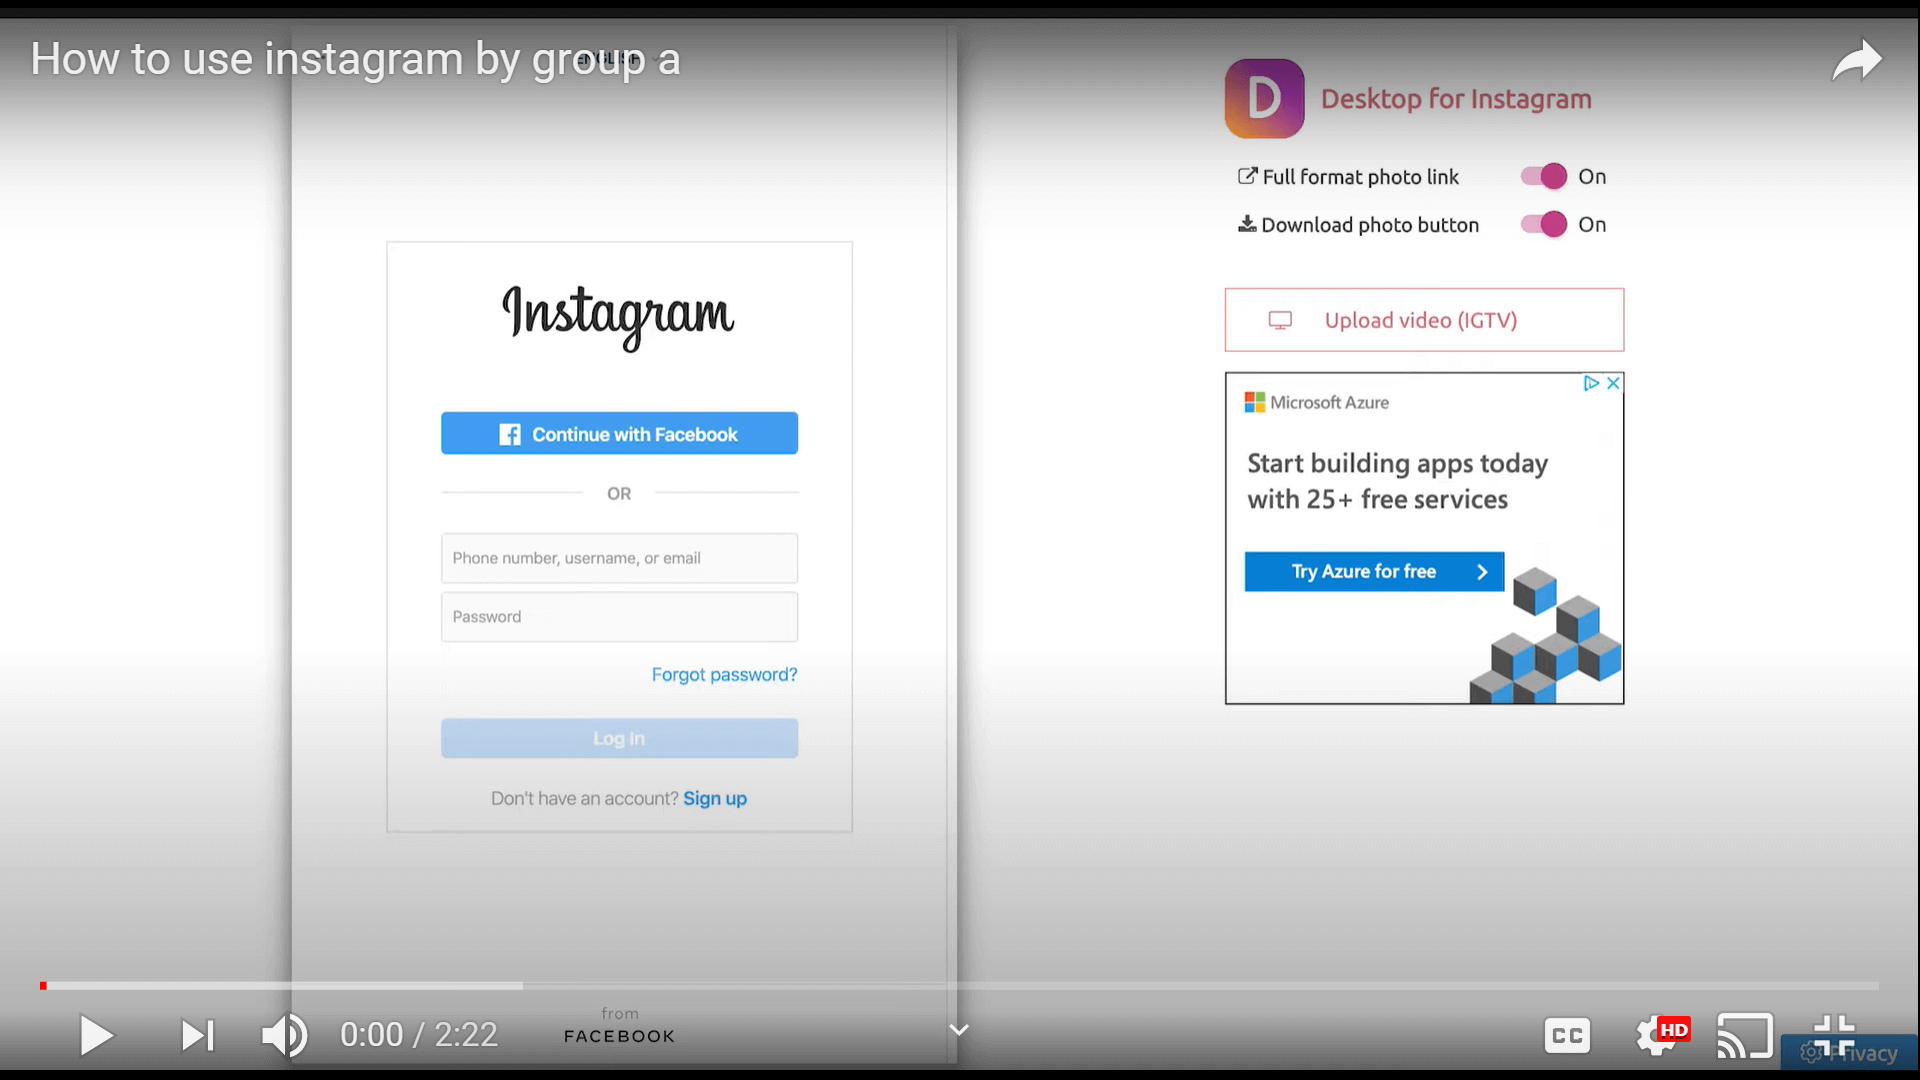 How to use instagram by group a
ENGLISH
D
Desktop for Instagram
Full format photo link On
Download photo button On
Upload video (IGTV)
Instagram
Continue with Facebook
OR
Phone number, username, or email
Password
Forgot password?
Log In
Don't have an account? Sign up
Microsoft Azure
Start building apps today
with 25+ free services
Try Azure for free
from
FACEBOOK
0:00 / 2:22
CC
HD
Privacy